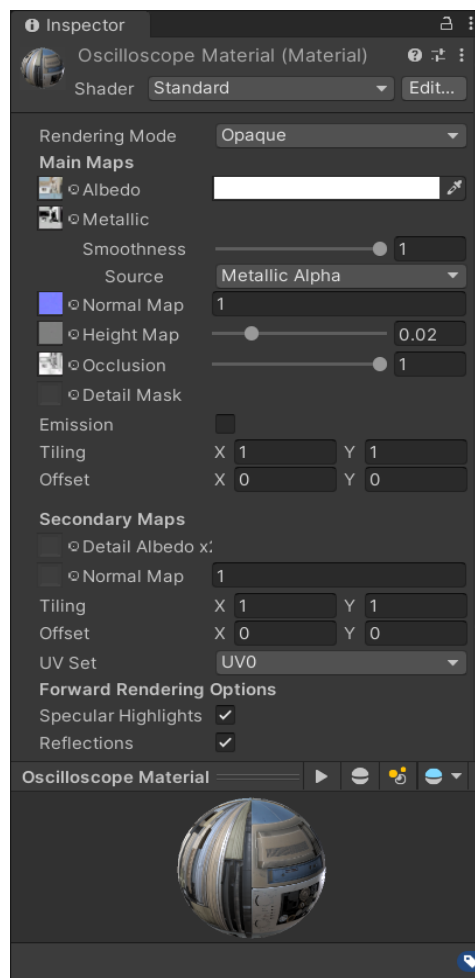 Inspector
Oscilloscope Material (Material)
Shader Standard Edit...
Rendering Mode Opaque
Main Maps
Albedo
Metallic
Smoothness 1
Source Metallic Alpha
Normal Map 1
Height Map 0.02
Occlusion 1
Detail Mask
Emission
Tiling X 1 Y 1
Offset X 0 Y 0
Secondary Maps
Detail Albedo x2
Normal Map 1
Tiling X 1 Y 1
Offset X 0 Y 0
UV Set UV0
Forward Rendering Options
Specular Highlights
Reflections
Oscilloscope Material